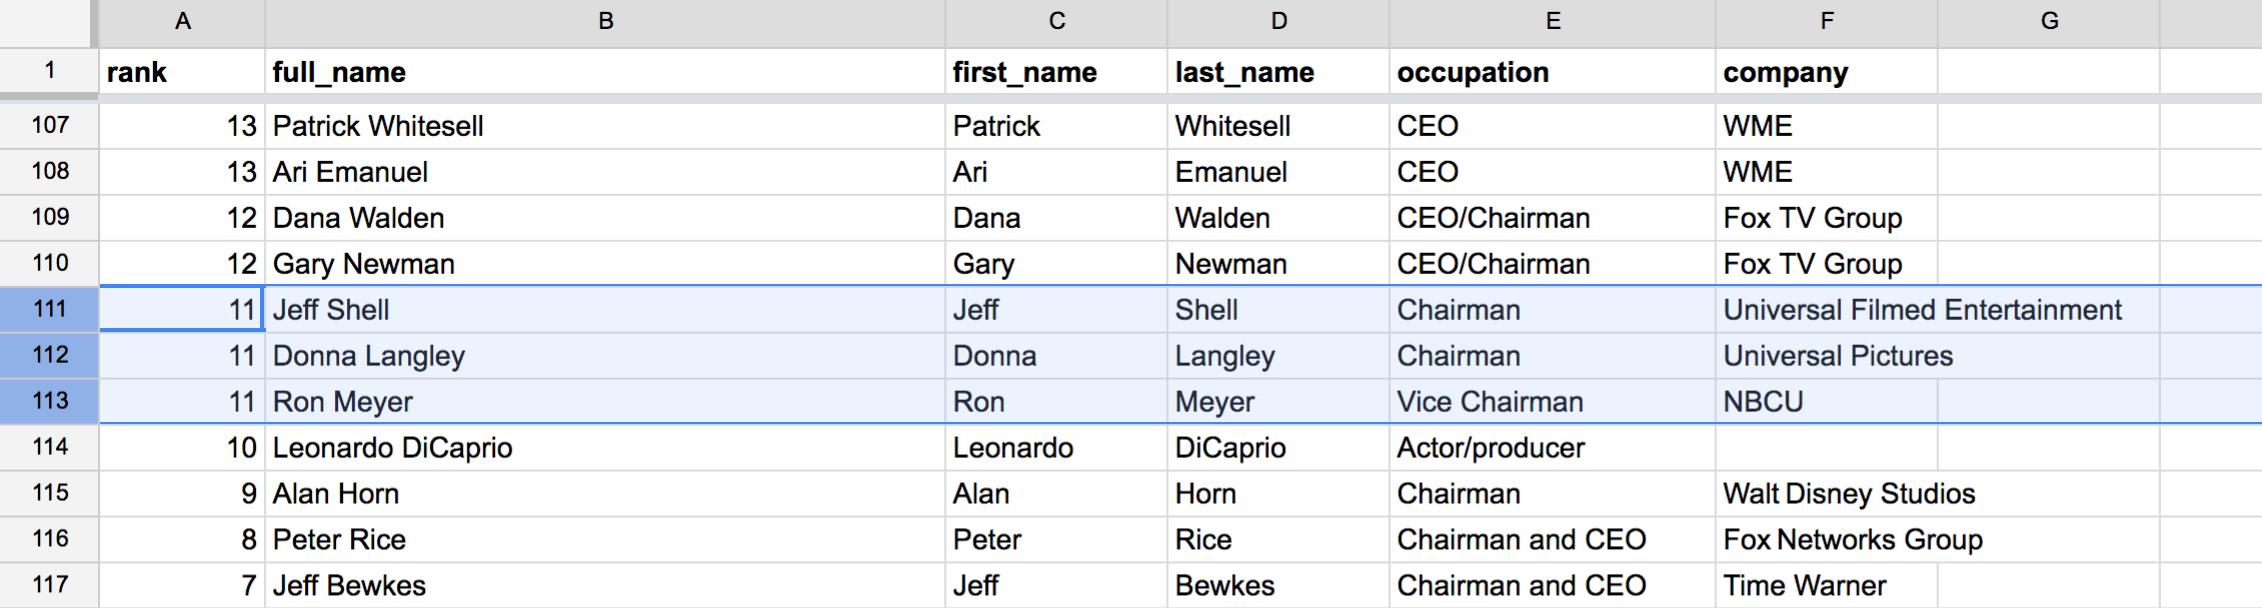 A B C D E F G
1 rank full_name first_name last_name occupation company
107 13 Patrick Whitesell Patrick Whitesell CEO WME
108 13 Ari Emanuel Ari Emanuel CEO WME
109 12 Dana Walden Dana Walden CEO/Chairman Fox TV Group
110 12 Gary Newman Gary Newman CEO/Chairman Fox TV Group
111 11 Jeff Shell Jeff Shell Chairman Universal Filmed Entertainment
112 11 Donna Langley Donna Langley Chairman Universal Pictures
113 11 Ron Meyer Ron Meyer Vice Chairman NBCU
114 10 Leonardo DiCaprio Leonardo DiCaprio Actor/producer
115 9 Alan Horn Alan Horn Chairman Walt Disney Studios
116 8 Peter Rice Peter Rice Chairman and CEO Fox Networks Group
117 7 Jeff Bewkes Jeff Bewkes Chairman and CEO Time Warner